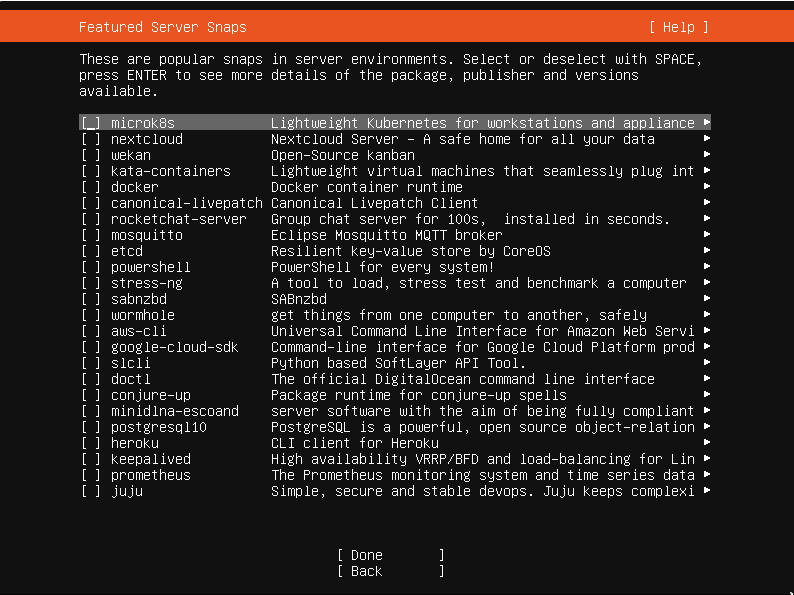 Featured Server Snaps [ Help ]
These are popular snaps in server environments. Select or deselect with SPACE,
press ENTER to see more details of the package, publisher and versions
available.
[_] microk8s Lightweight Kubernetes for workstations and appliance ▸
[ ] nextcloud Nextcloud Server - A safe home for all your data ▸
[ ] wekan Open-Source kanban ▸
[ ] kata-containers Lightweight virtual machines that seamlessly plug int ▸
[ ] docker Docker container runtime ▸
[ ] canonical-livepatch Canonical Livepatch Client ▸
[ ] rocketchat-server Group chat server for 100s,  installed in seconds. ▸
[ ] mosquitto Eclipse Mosquitto MQTT broker ▸
[ ] etcd Resilient key-value store by CoreOS ▸
[ ] powershell PowerShell for every system! ▸
[ ] stress-ng A tool to load, stress test and benchmark a computer ▸
[ ] sabnzbd SABnzbd ▸
[ ] wormhole get things from one computer to another, safely ▸
[ ] aws-cli Universal Command Line Interface for Amazon Web Servi ▸
[ ] google-cloud-sdk Command-line interface for Google Cloud Platform prod ▸
[ ] slcli Python based SoftLayer API Tool. ▸
[ ] doctl The official DigitalOcean command line interface ▸
[ ] conjure-up Package runtime for conjure-up spells ▸
[ ] minidlna-escoand server software with the aim of being fully compliant ▸
[ ] postgresql10 PostgreSQL is a powerful, open source object-relation ▸
[ ] heroku CLI client for Heroku ▸
[ ] keepalived High availability VRRP/BFD and load-balancing for Lin ▸
[ ] prometheus The Prometheus monitoring system and time series data ▸
[ ] juju Simple, secure and stable devops. Juju keeps complexi ▸
[ Done ]
[ Back ]